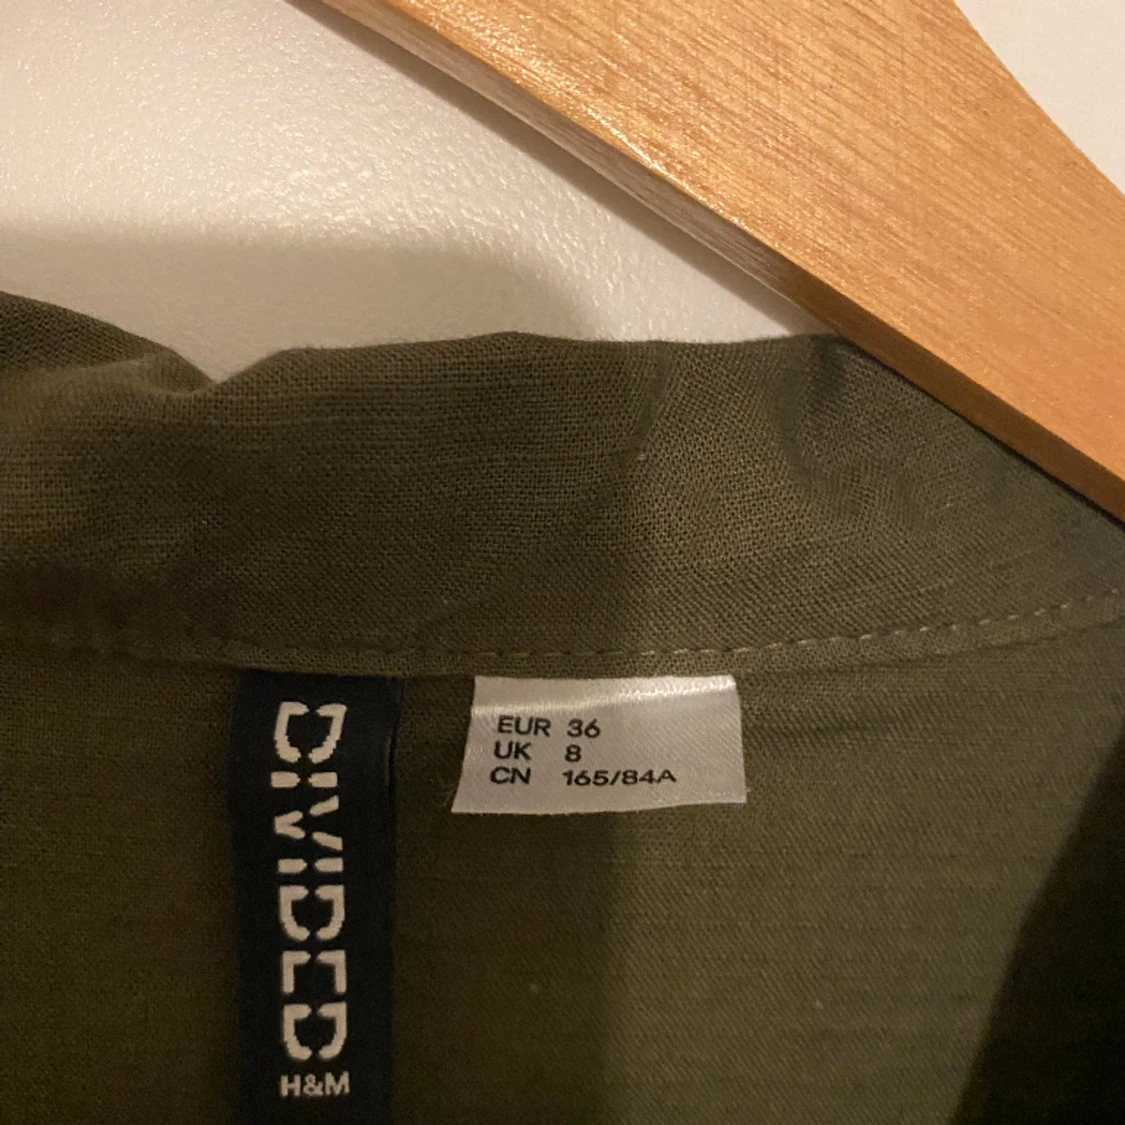 DIVIDED
H&M
EUR 36
UK 8
CN 165/84A